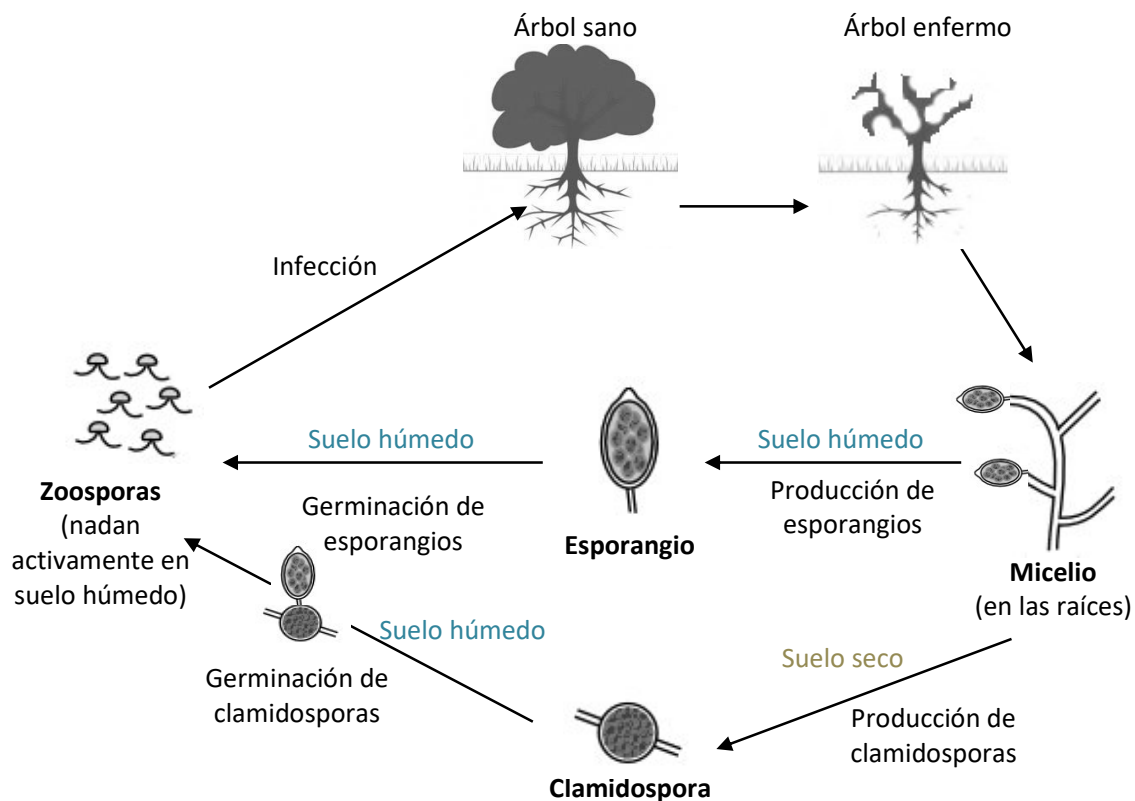 Árbol sano
Árbol enfermo
Infección
Suelo húmedo
Suelo húmedo
Zoosporas
(nadan
activamente en
suelo húmedo)
Germinación de
esporangios
Esporangio
Producción de
esporangios
Micelio
(en las raíces)
Suelo húmedo
Suelo seco
Germinación de
clamidosporas
Producción de
clamidosporas
Clamidospora